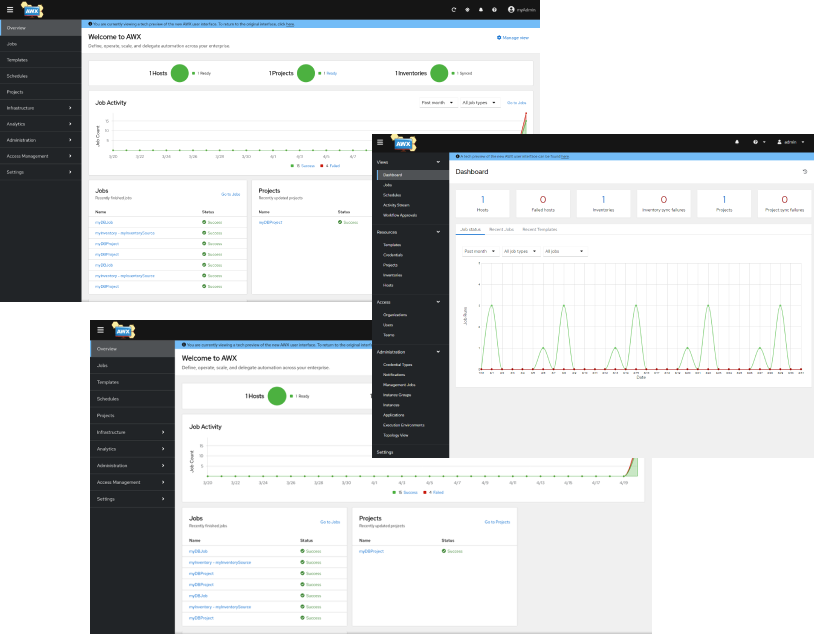 AWX
myAdmin
You are currently viewing a tech preview of the new AWX user interface. To return to the original interface, click here.
Overview
Jobs
Templates
Schedules
Projects
Infrastructure
Analytics
Administration
Access Management
Settings
Welcome to AWX
Define, operate, scale, and delegate automation across your enterprise.
Manage view
1 Hosts
1 Ready
1 Projects
1 Ready
1 Inventories
1 Synced
Job Activity
Past month
All job types
Go to Jobs
Job Count
15
10
5
3/20 3/22 3/24 3/26 3/28 3/30 4/1 4/3 4/5
15 Success
4 Failed
Jobs
Recently finished jobs
Go to Jobs
Name Status
myDBJob Success
myInventory - myInventorySource Success
myDBProject Success
myDBProject Success
myDBJob Success
myInventory - myInventorySource Success
myDBProject Success
Projects
Recently updated projects
Name Status
myDBProject Success
AWX
admin
A tech preview of the new AWX user interface can be found here.
Views
Dashboard
Jobs
Schedules
Activity Stream
Workflow Approvals
Resources
Templates
Credentials
Projects
Inventories
Hosts
Access
Organizations
Users
Teams
Administration
Credential Types
Notifications
Management Jobs
Instance Groups
Instances
Applications
Execution Environments
Topology View
Settings
Dashboard
1
Hosts
0
Failed hosts
1
Inventories
0
Inventory sync failures
1
Projects
0
Project sync failures
Job status
Recent Jobs
Recent Templates
Past month
All job types
All jobs
Job Runs
Date
AWX
You are currently viewing a tech preview of the new AWX user interface. To return to the original interf
Overview
Jobs
Templates
Schedules
Projects
Infrastructure
Analytics
Administration
Access Management
Settings
Welcome to AWX
Define, operate, scale, and delegate automation across your enterprise.
1 Hosts
1 Ready
Job Activity
Job Count
15
10
5
3/20 3/22 3/24 3/26 3/28 3/30 4/1 4/3 4/5 4/7 4/9 4/11 4/13 4/15 4/17 4/19
Success
4 Failed
Jobs
Recently finished jobs
Go to Jobs
Name Status
myDBJob Success
myInventory - myInventorySource Success
myDBProject Success
myDBProject Success
myDBJob Success
myInventory - myInventorySource Success
myDBProject Success
Projects
Recently updated projects
Go to Projects
Name Status
myDBProject Success